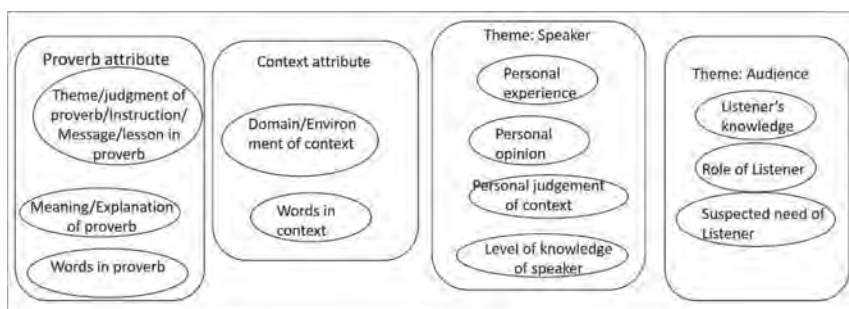 Proverb attribute
Theme/judgment of
proverb/Instruction/
Message/lesson in
proverb
Meaning/Explanation
of proverb
Words in proverb
Context attribute
Domain/Environ
ment of context
Words in
context
Theme: Speaker
Personal
experience
Personal
opinion
Personal judgement
of context
Level of knowledge
of speaker
Theme: Audience
Listener's
knowledge
Role of Listener
Suspected need of
Listener